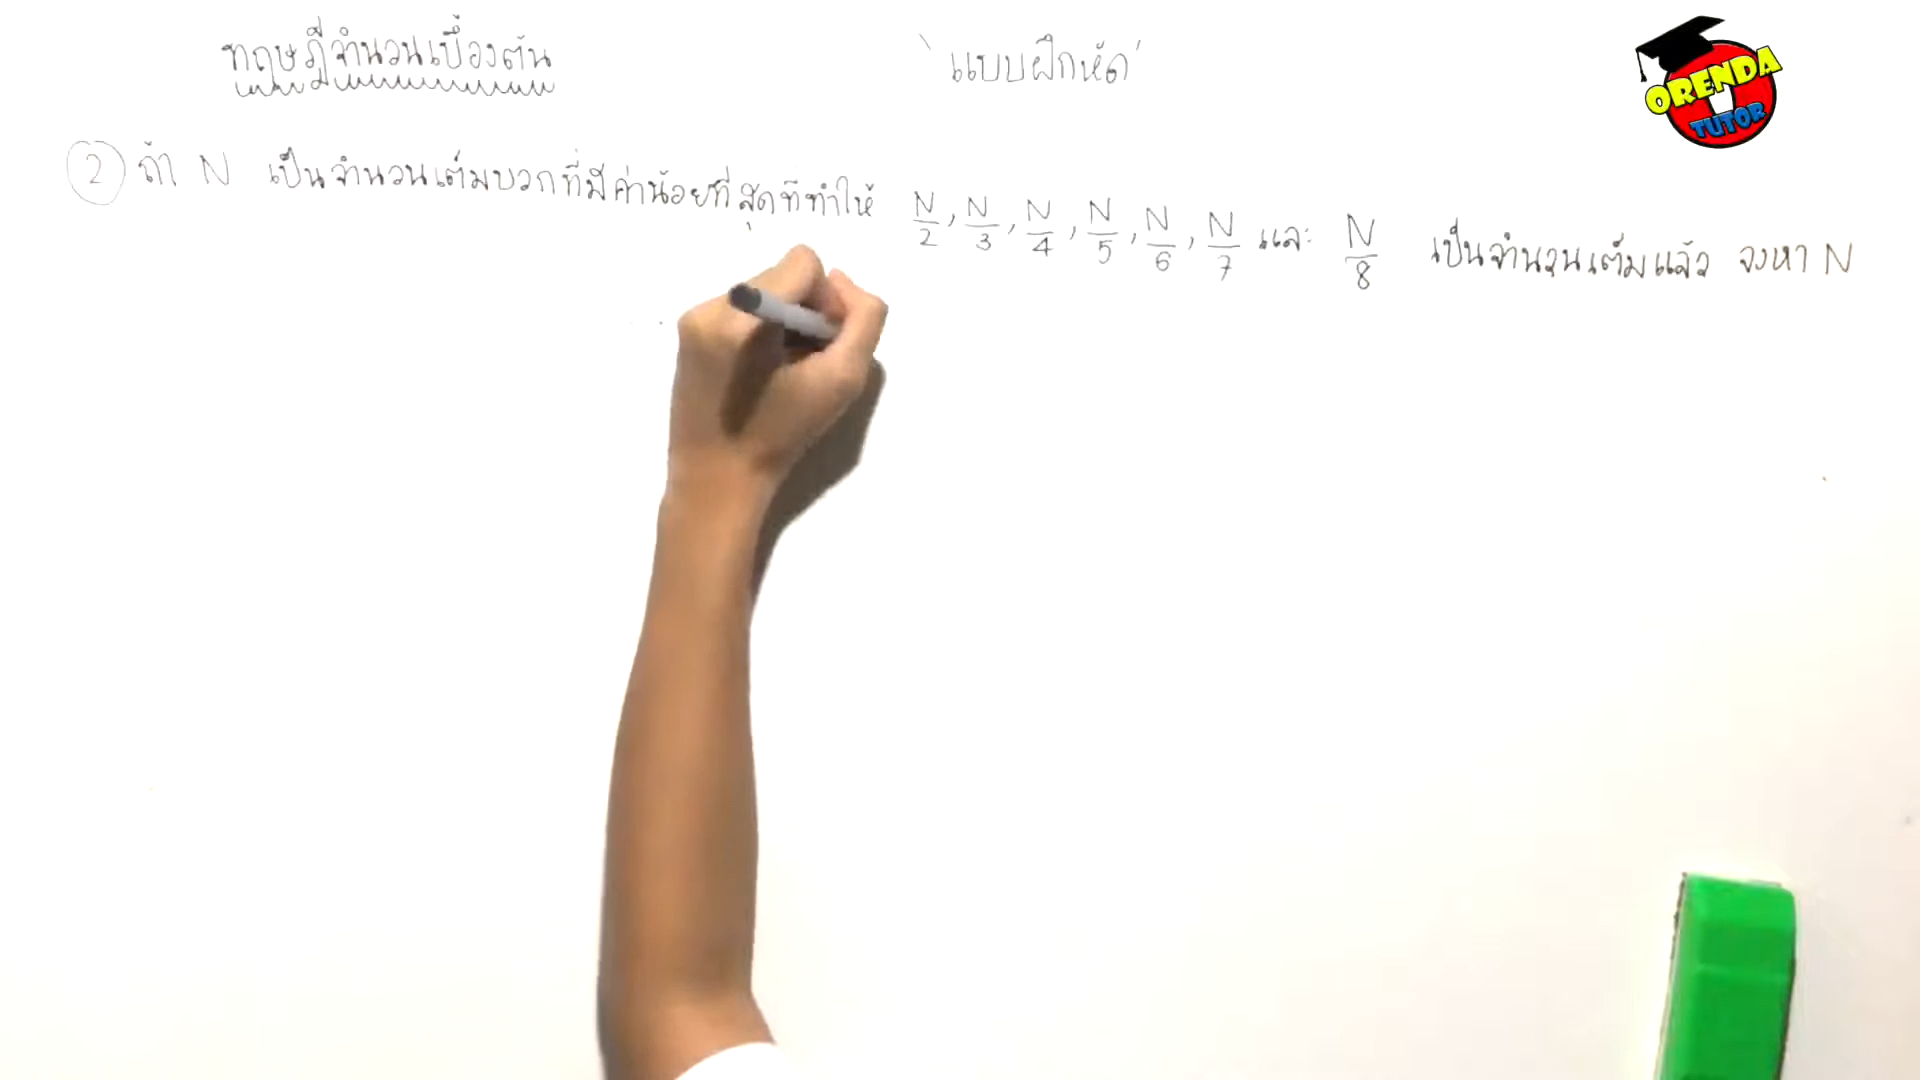 ทฤษฎีจำนวนเบื้องต้น
'แบบฝึกหัด'
ORENDA
TUTOR
② ถ้า N เป็นจำนวนเต็มบวกที่มีค่าน้อยที่สุดที่ทำให้ N/2, N/3, N/4, N/5, N/6, N/7 และ N/8 เป็นจำนวนเต็มแล้ว จงหา N